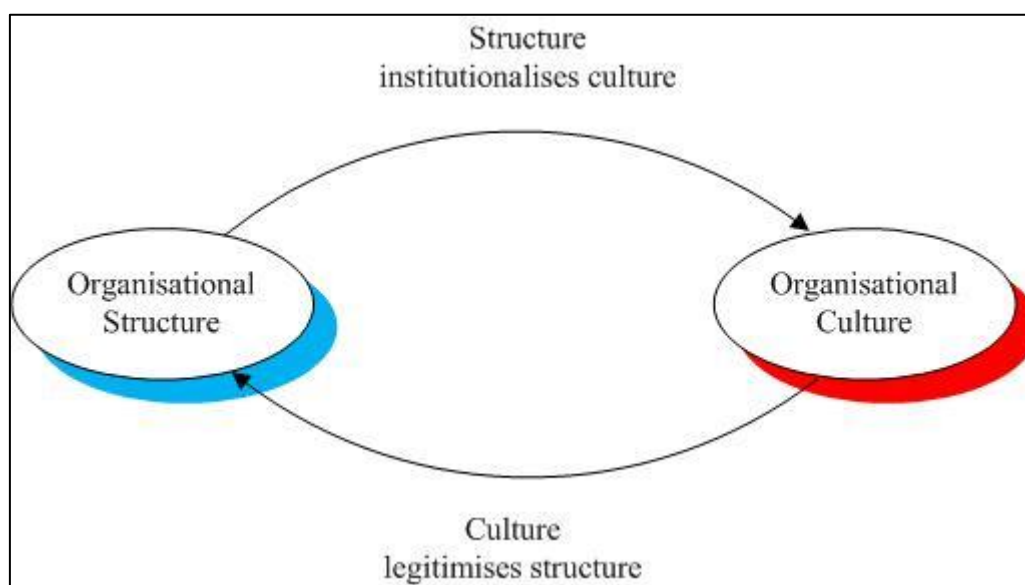 Structure
institutionalises culture
Organisational
Structure
Organisational
Culture
Culture
legitimises structure